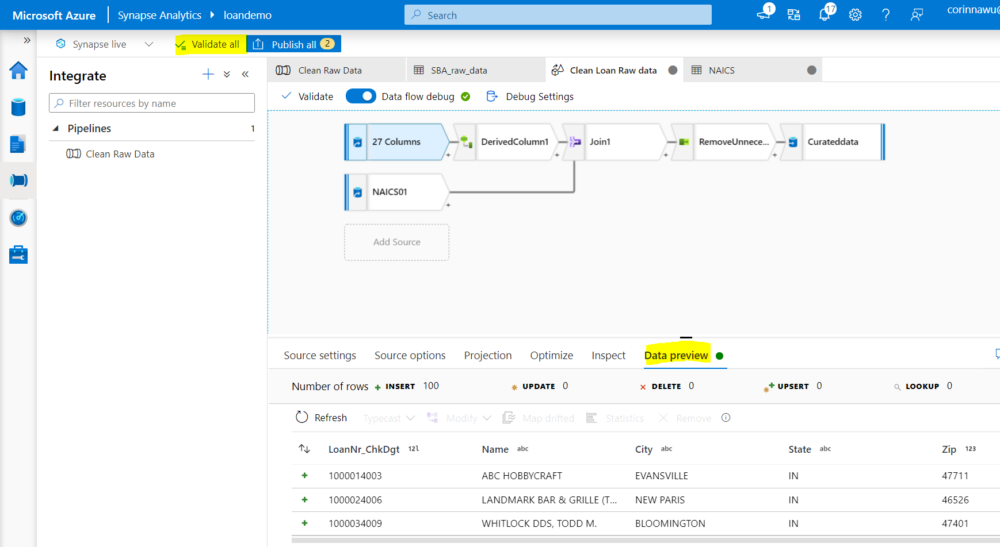 Microsoft Azure
Synapse Analytics
loandemo
Search
1
17
?
corinnawu@
»
Synapse live
Validate all
Publish all 2
Integrate
Filter resources by name
Pipelines 1
Clean Raw Data
Clean Raw Data
SBA_raw_data
Clean Loan Raw data
NAICS
Validate
Data flow debug
Debug Settings
27 Columns
+
DerivedColumn1
+
Join1
+
RemoveUnnece...
+
Curateddata
NAICS01
+
Add Source
Source settings
Source options
Projection
Optimize
Inspect
Data preview
Number of rows + INSERT 100
UPDATE 0
DELETE 0
UPSERT 0
LOOKUP 0
Refresh
Typecast
Modify
Map drifted
Statistics
Remove
LoanNr_ChkDgt 12l Name abc City abc State abc Zip 123
+ 1000014003 ABC HOBBYCRAFT EVANSVILLE IN 47711
+ 1000024006 LANDMARK BAR & GRILLE (T... NEW PARIS IN 46526
+ 1000034009 WHITLOCK DDS, TODD M. BLOOMINGTON IN 47401